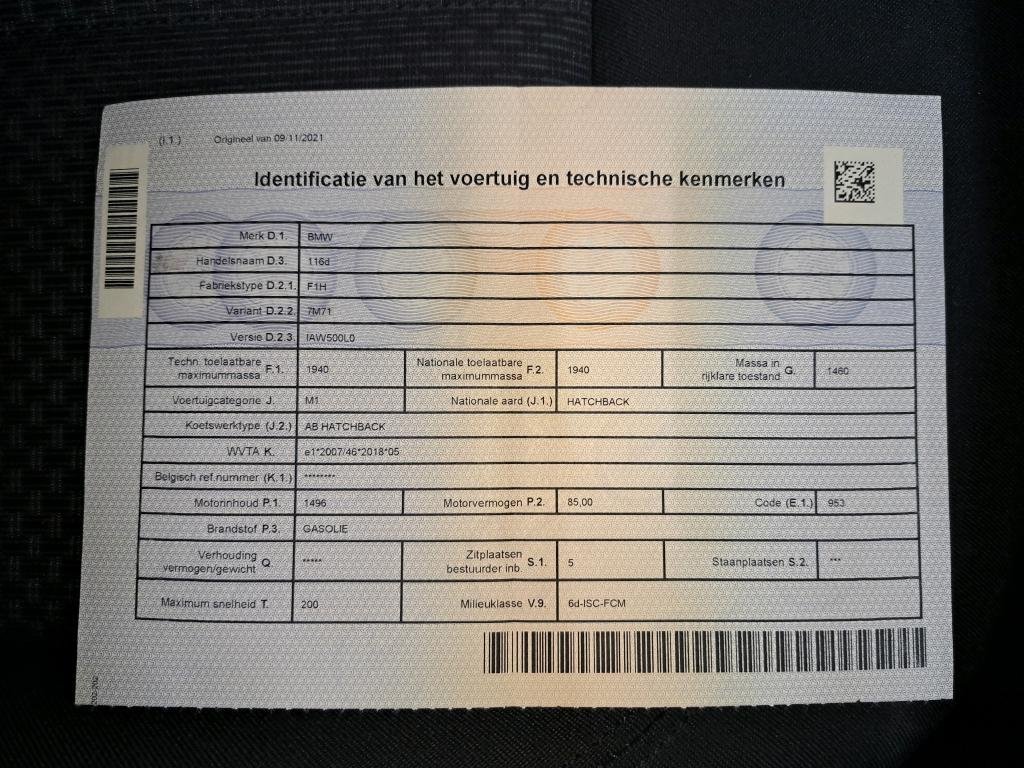 (I.1.) Origineel van 09/11/2021
Identificatie van het voertuig en technische kenmerken
Merk D.1. BMW
Handelsnaam D.3. 116d
Fabriekstype D.2.1. F1H
Variant D.2.2. 7M71
Versie D.2.3. IAW500L0
Techn. toelaatbare maximummassa F.1. 1940 Nationale toelaatbare maximummassa F.2. 1940 Massa in rijklare toestand G. 1460
Voertuigcategorie J. M1 Nationale aard (J.1.) HATCHBACK
Koetswerktype (J.2.) AB HATCHBACK
WVTA K. e1*2007/46*2018*05
Belgisch ref.nummer (K.1.) ********
Motorinhoud P.1. 1496 Motorvermogen P.2. 85,00 Code (E.1.) 953
Brandstof P.3. GASOLIE
Verhouding vermogen/gewicht Q ***** Zitplaatsen bestuurder inb. S.1. 5 Staanplaatsen S.2. ***
Maximum snelheid T. 200 Milieuklasse V.9. 6d-ISC-FCM